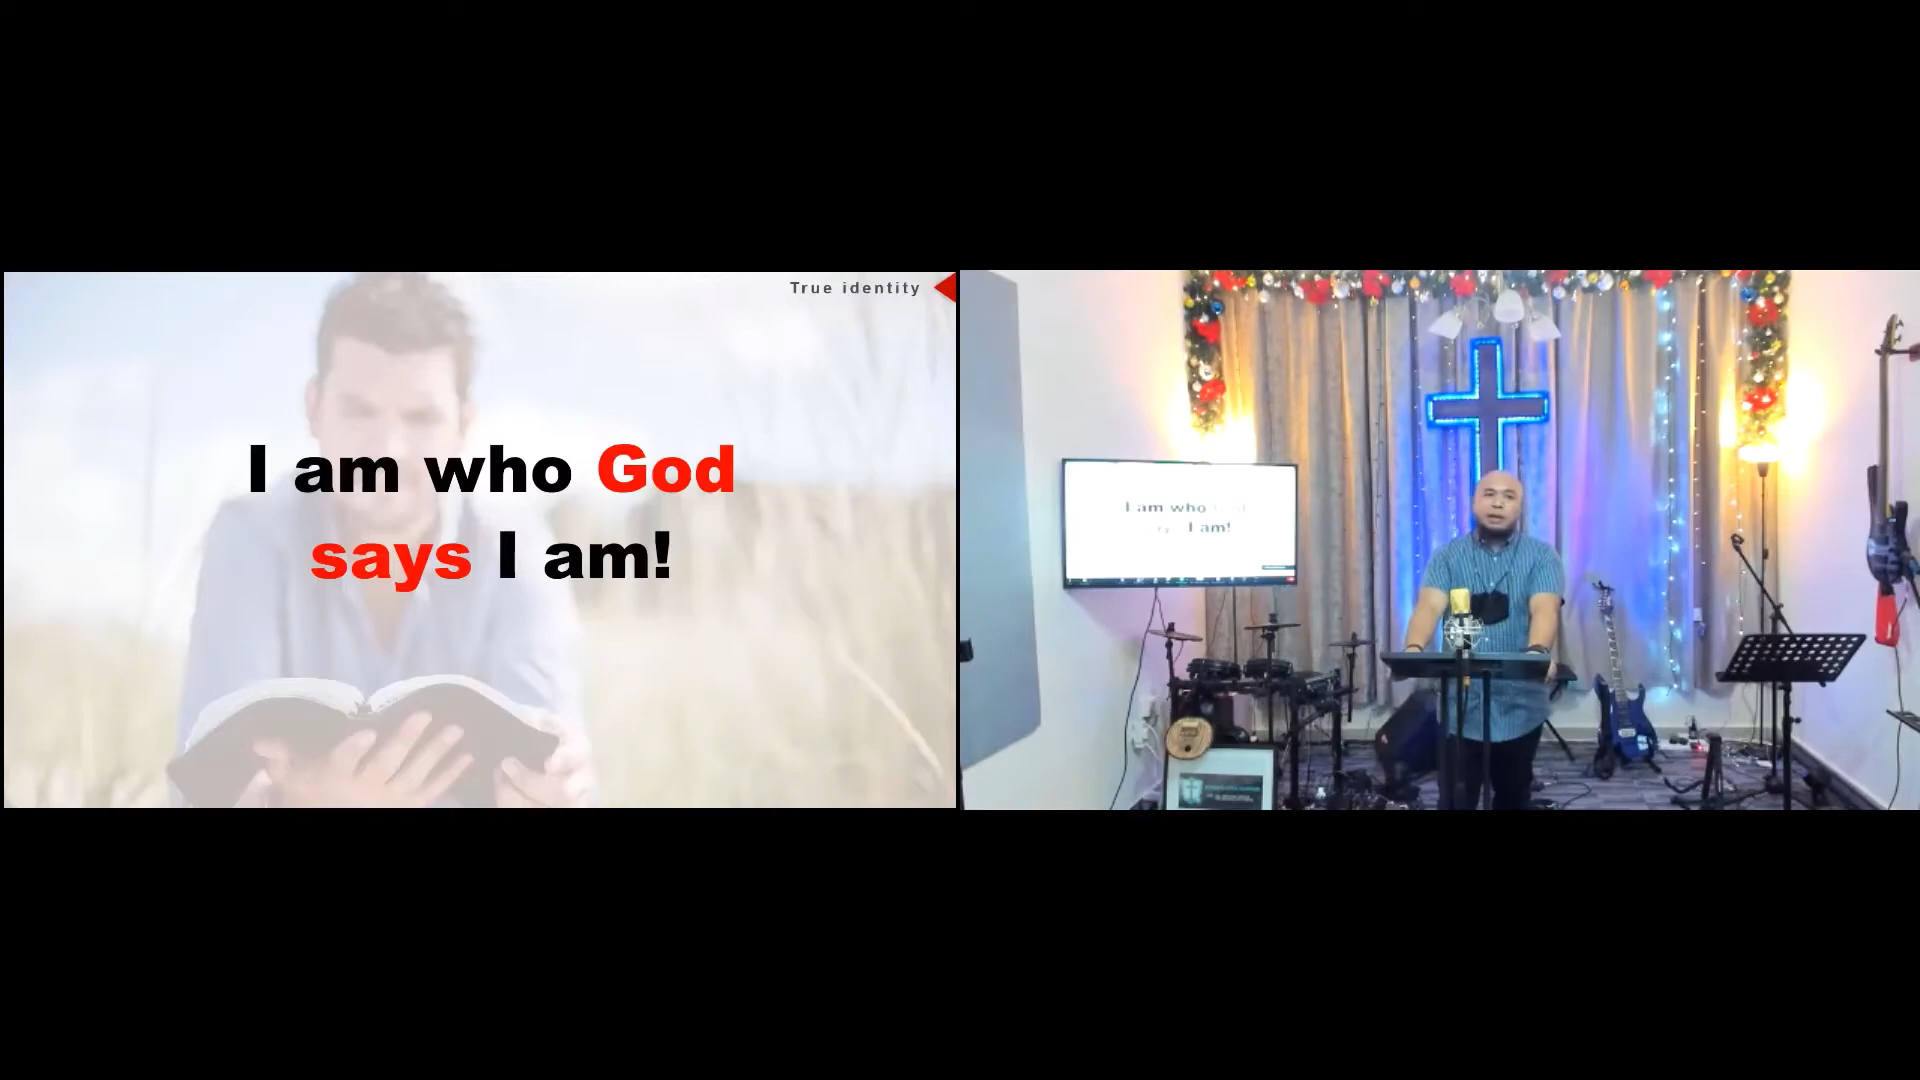 True identity
I am who God
says I am!
I am who
I am!